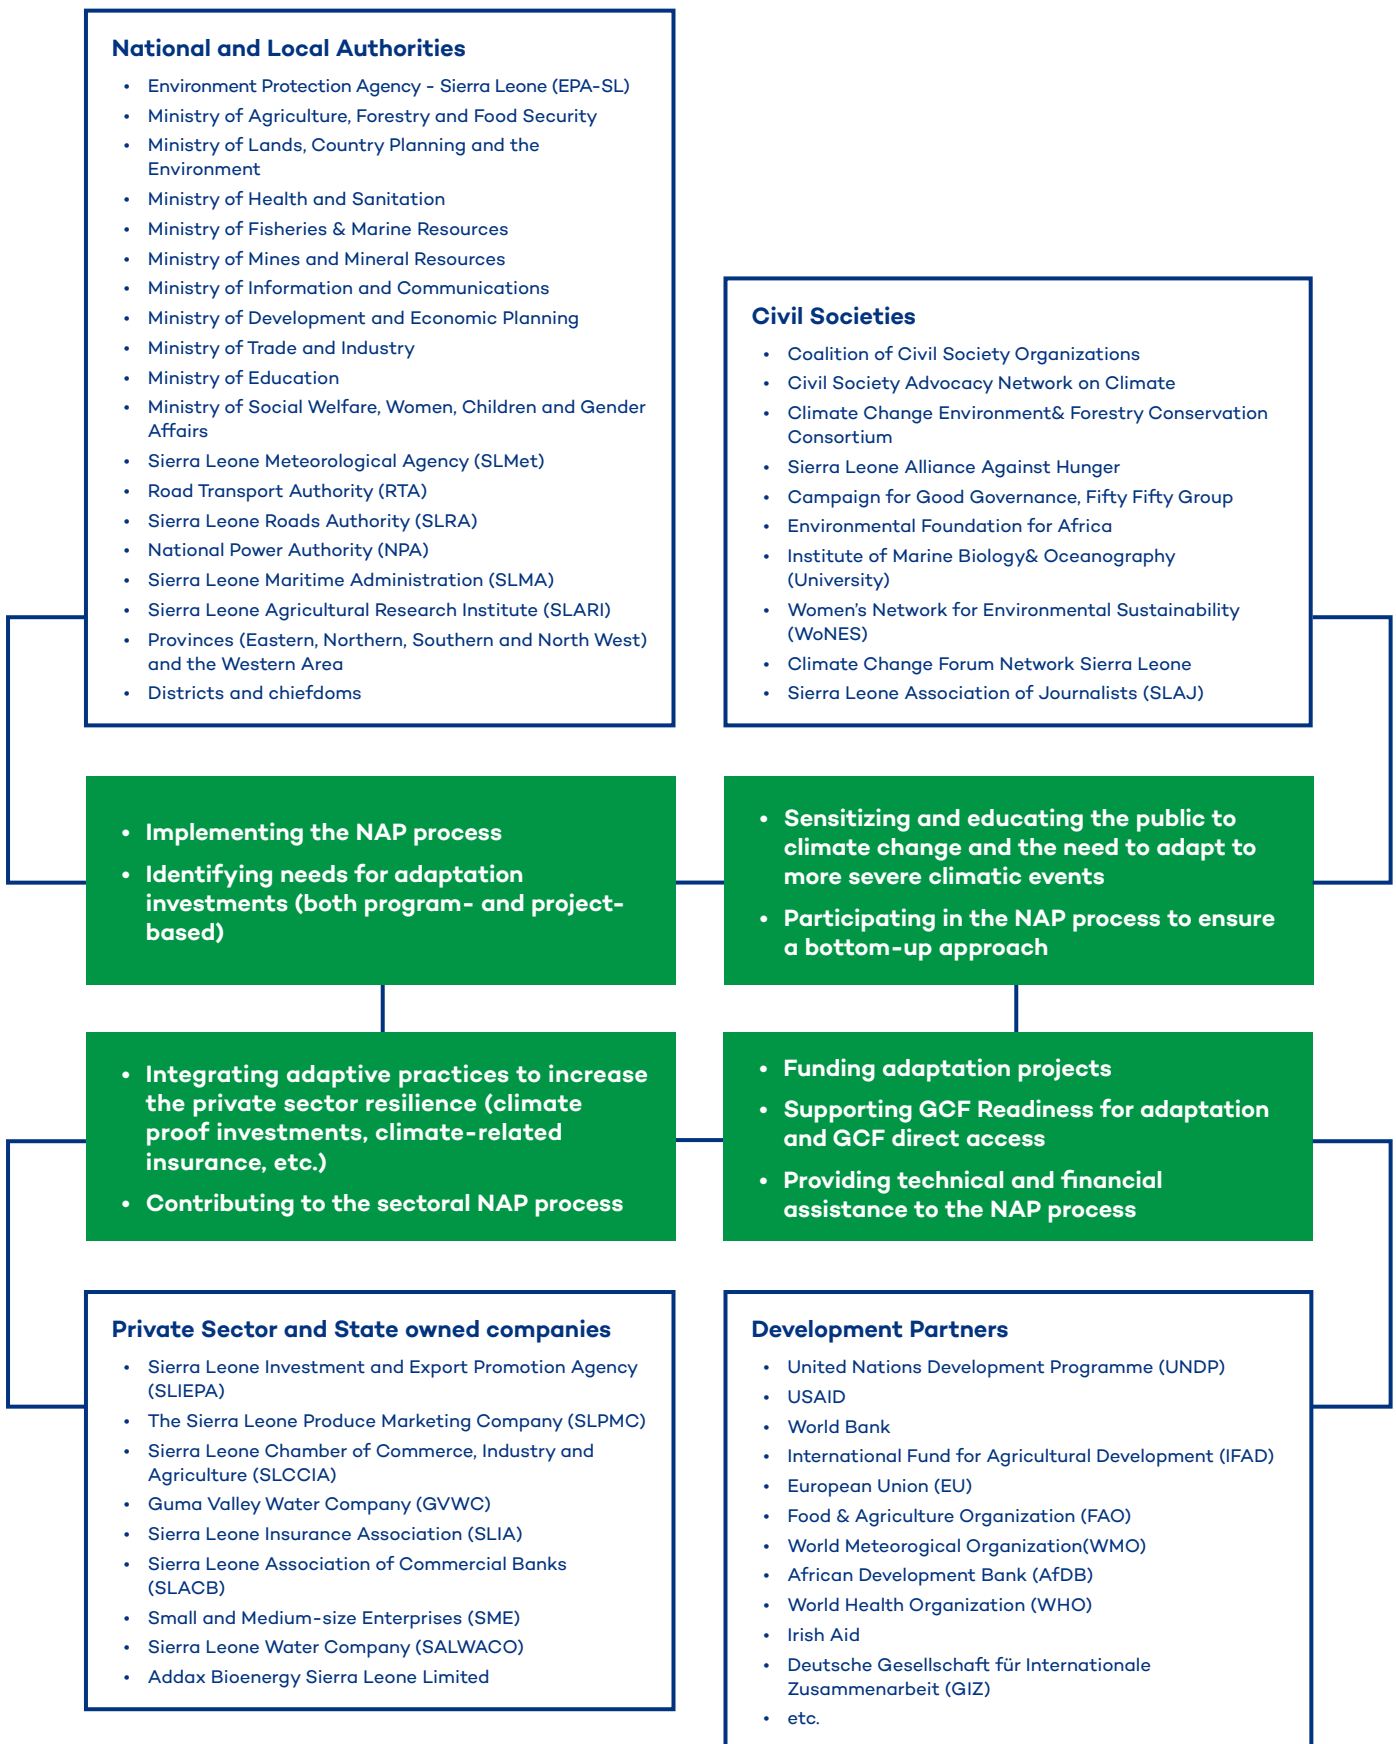 National and Local Authorities
• Environment Protection Agency - Sierra Leone (EPA-SL)
• Ministry of Agriculture, Forestry and Food Security
• Ministry of Lands, Country Planning and the
Environment
• Ministry of Health and Sanitation
• Ministry of Fisheries & Marine Resources
• Ministry of Mines and Mineral Resources
• Ministry of Information and Communications
• Ministry of Development and Economic Planning
• Ministry of Trade and Industry
• Ministry of Education
• Ministry of Social Welfare, Women, Children and Gender
Affairs
• Sierra Leone Meteorological Agency (SLMet)
• Road Transport Authority (RTA)
• Sierra Leone Roads Authority (SLRA)
• National Power Authority (NPA)
• Sierra Leone Maritime Administration (SLMA)
• Sierra Leone Agricultural Research Institute (SLARI)
• Provinces (Eastern, Northern, Southern and North West)
and the Western Area
• Districts and chiefdoms
Civil Societies
• Coalition of Civil Society Organizations
• Civil Society Advocacy Network on Climate
• Climate Change Environment& Forestry Conservation
Consortium
• Sierra Leone Alliance Against Hunger
• Campaign for Good Governance, Fifty Fifty Group
• Environmental Foundation for Africa
• Institute of Marine Biology& Oceanography
(University)
• Women's Network for Environmental Sustainability
(WoNES)
• Climate Change Forum Network Sierra Leone
• Sierra Leone Association of Journalists (SLAJ)
• Implementing the NAP process
• Identifying needs for adaptation
investments (both program- and project-
based)
• Sensitizing and educating the public to
climate change and the need to adapt to
more severe climatic events
• Participating in the NAP process to ensure
a bottom-up approach
• Integrating adaptive practices to increase
the private sector resilience (climate
proof investments, climate-related
insurance, etc.)
• Contributing to the sectoral NAP process
• Funding adaptation projects
• Supporting GCF Readiness for adaptation
and GCF direct access
• Providing technical and financial
assistance to the NAP process
Private Sector and State owned companies
• Sierra Leone Investment and Export Promotion Agency
(SLIEPA)
• The Sierra Leone Produce Marketing Company (SLPMC)
• Sierra Leone Chamber of Commerce, Industry and
Agriculture (SLCCIA)
• Guma Valley Water Company (GVWC)
• Sierra Leone Insurance Association (SLIA)
• Sierra Leone Association of Commercial Banks
(SLACB)
• Small and Medium-size Enterprises (SME)
• Sierra Leone Water Company (SALWACO)
• Addax Bioenergy Sierra Leone Limited
Development Partners
• United Nations Development Programme (UNDP)
• USAID
• World Bank
• International Fund for Agricultural Development (IFAD)
• European Union (EU)
• Food & Agriculture Organization (FAO)
• World Meteorogical Organization(WMO)
• African Development Bank (AfDB)
• World Health Organization (WHO)
• Irish Aid
• Deutsche Gesellschaft für Internationale
Zusammenarbeit (GIZ)
• etc.